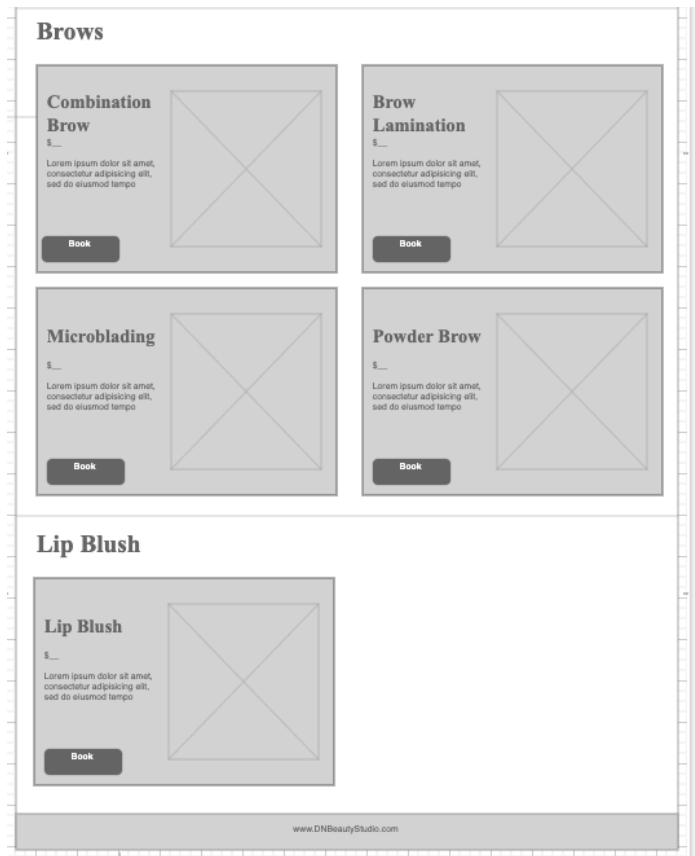 Brows
Combination
Brow
$__
Lorem ipsum dolor sit amet,
consectetur adipisicing elit,
sed do eiusmod tempo
Book
Brow
Lamination
$__
Lorem ipsum dolor sit amet,
consectetur adipisicing elit,
sed do eiusmod tempo
Book
Microblading
$__
Lorem ipsum dolor sit amet,
consectetur adipisicing elit,
sed do eiusmod tempo
Book
Powder Brow
$__
Lorem ipsum dolor sit amet,
consectetur adipisicing elit,
sed do eiusmod tempo
Book
Lip Blush
Lip Blush
$__
Lorem ipsum dolor sit amet,
consectetur adipisicing elit,
sed do eiusmod tempo
Book
www.DNBeautyStudio.com